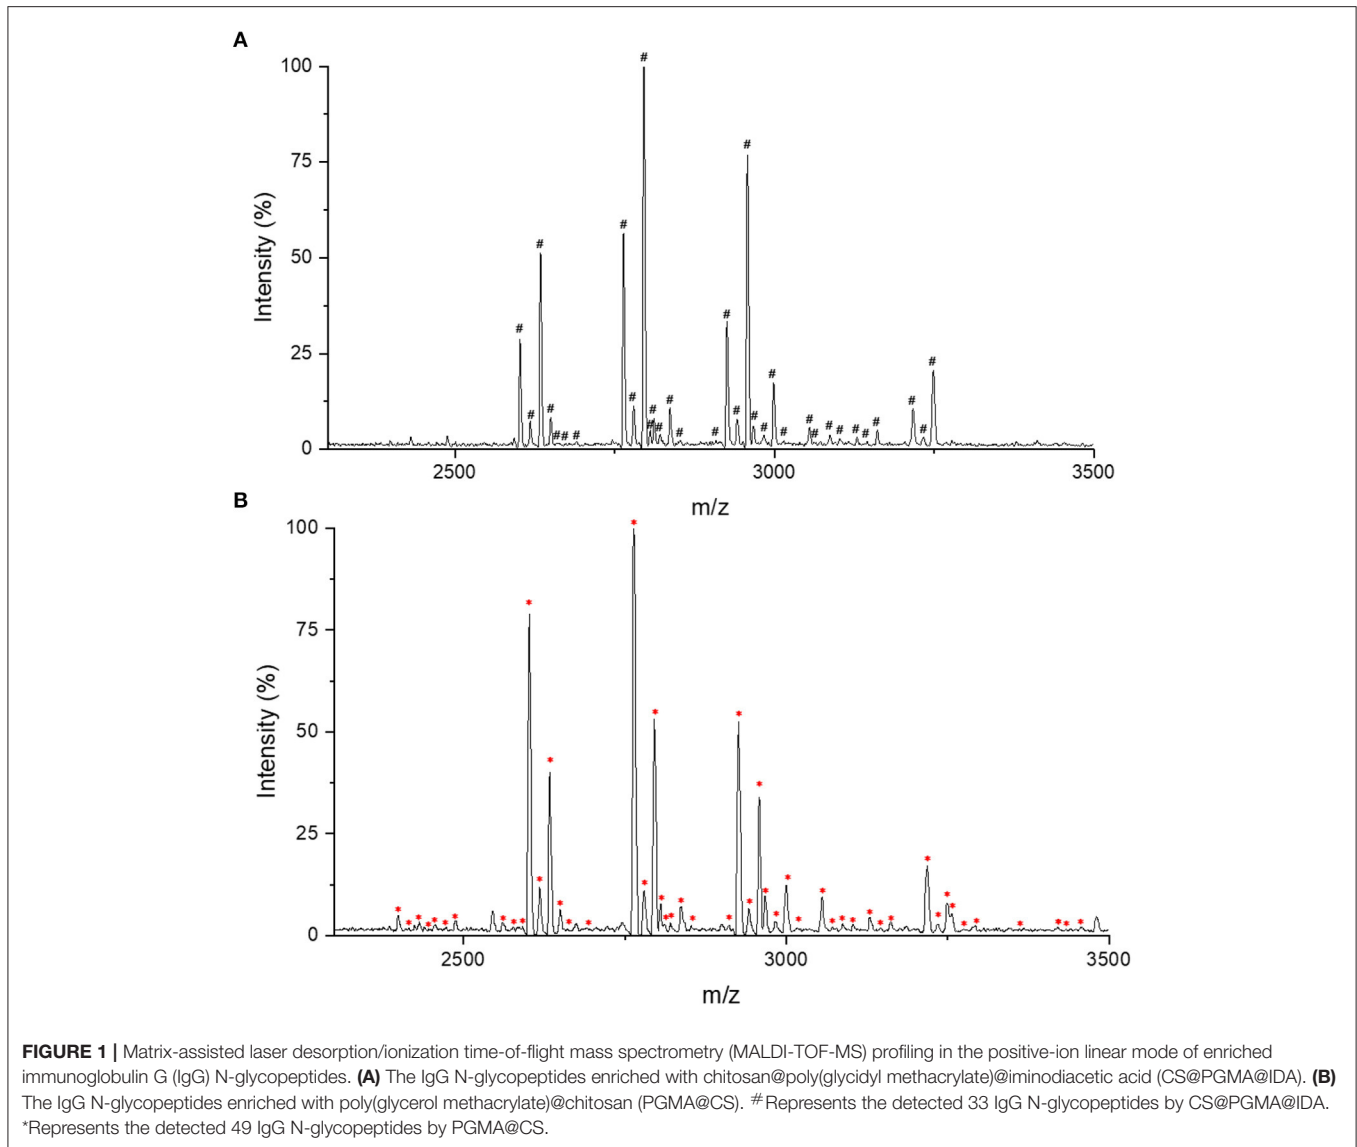 A
100
75
50
25
0
Intensity (%)
2500 3000 3500
m/z
# # # # # # # # # # # # # # # # # # # # # # # # # # # # # # # # #
B
100
75
50
25
0
Intensity (%)
2500 3000 3500
m/z
FIGURE 1 | Matrix-assisted laser desorption/ionization time-of-flight mass spectrometry (MALDI-TOF-MS) profiling in the positive-ion linear mode of enriched
immunoglobulin G (IgG) N-glycopeptides. (A) The IgG N-glycopeptides enriched with chitosan@poly(glycidyl methacrylate)@iminodiacetic acid (CS@PGMA@IDA). (B)
The IgG N-glycopeptides enriched with poly(glycerol methacrylate)@chitosan (PGMA@CS). #Represents the detected 33 IgG N-glycopeptides by CS@PGMA@IDA.
*Represents the detected 49 IgG N-glycopeptides by PGMA@CS.